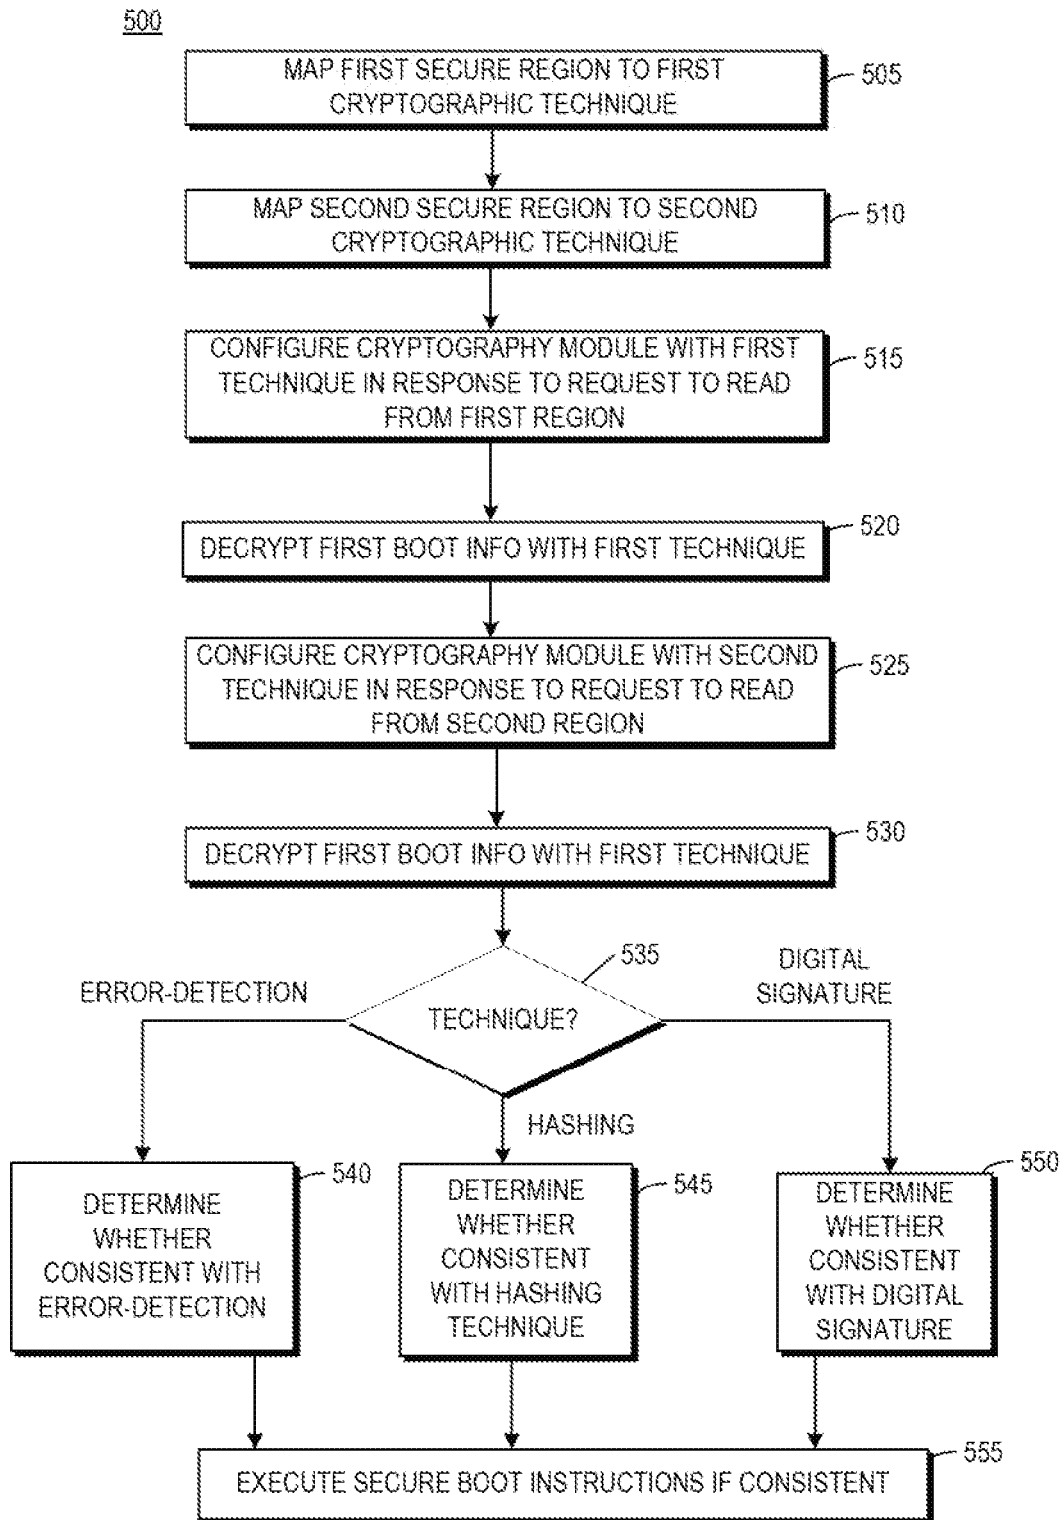 500
MAP FIRST SECURE REGION TO FIRST
CRYPTOGRAPHIC TECHNIQUE
505
MAP SECOND SECURE REGION TO SECOND
CRYPTOGRAPHIC TECHNIQUE
510
CONFIGURE CRYPTOGRAPHY MODULE WITH FIRST
TECHNIQUE IN RESPONSE TO REQUEST TO READ
FROM FIRST REGION
515
DECRYPT FIRST BOOT INFO WITH FIRST TECHNIQUE
520
CONFIGURE CRYPTOGRAPHY MODULE WITH SECOND
TECHNIQUE IN RESPONSE TO REQUEST TO READ
FROM SECOND REGION
525
DECRYPT FIRST BOOT INFO WITH FIRST TECHNIQUE
530
TECHNIQUE?
535
ERROR-DETECTION
HASHING
DIGITAL
SIGNATURE
DETERMINE
WHETHER
CONSISTENT WITH
ERROR-DETECTION
540
DETERMINE
WHETHER
CONSISTENT
WITH HASHING
TECHNIQUE
545
DETERMINE
WHETHER
CONSISTENT
WITH DIGITAL
SIGNATURE
550
EXECUTE SECURE BOOT INSTRUCTIONS IF CONSISTENT
555